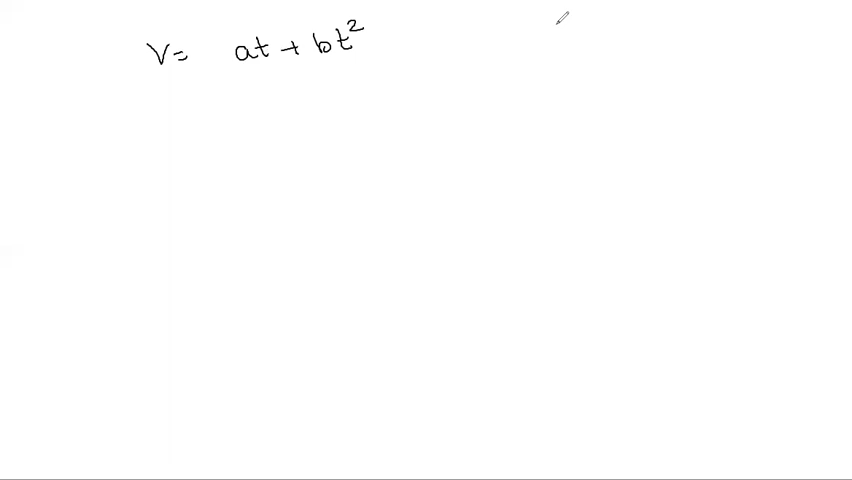 V= at + bt²